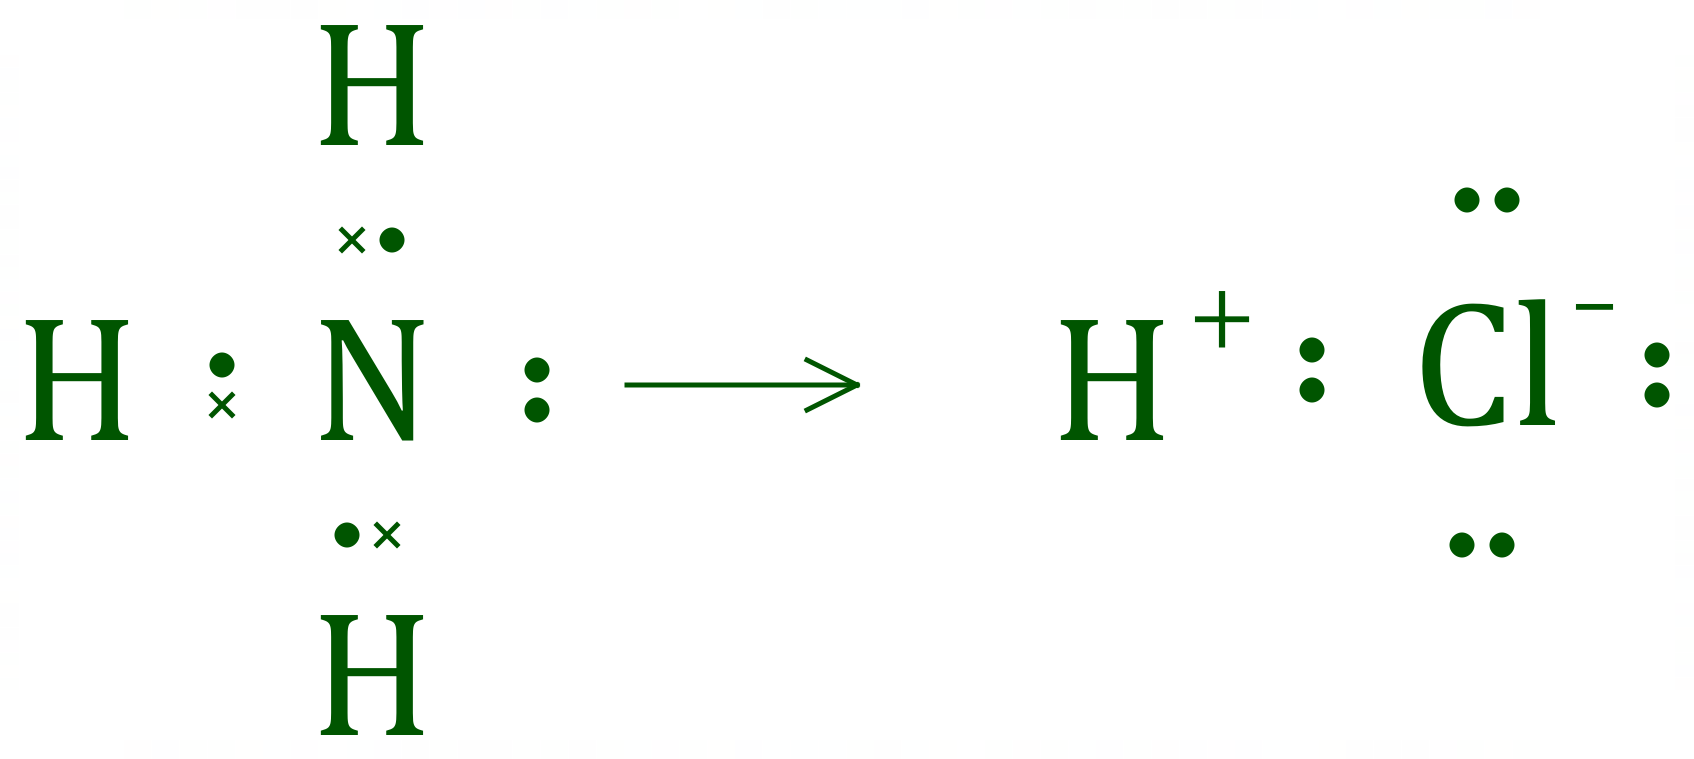 H
×•
H •× N : → H⁺ : Cl⁻ :
•×
H